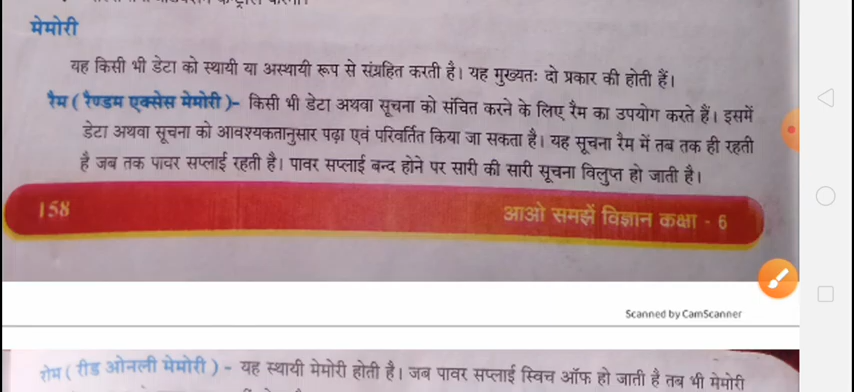 मेमोरी
यह किसी भी डेटा को स्थायी या अस्थायी रूप से संग्रहित करती है। यह मुख्यतः दो प्रकार की होती हैं।
रैम ( रैण्डम एक्सेस मेमोरी )- किसी भी डेटा अथवा सूचना को संचित करने के लिए रैम का उपयोग करते हैं। इसमें
डेटा अथवा सूचना को आवश्यकतानुसार पढ़ा एवं परिवर्तित किया जा सकता है। यह सूचना रैम में तब तक ही रहती
है जब तक पावर सप्लाई रहती है। पावर सप्लाई बन्द होने पर सारी की सारी सूचना विलुप्त हो जाती है।
158 आओ समझें विज्ञान कक्षा - 6
Scanned by CamScanner
रोम ( रीड ओनली मेमोरी ) - यह स्थायी मेमोरी होती है। जब पावर सप्लाई स्विच ऑफ हो जाती है तब भी मेमोरी